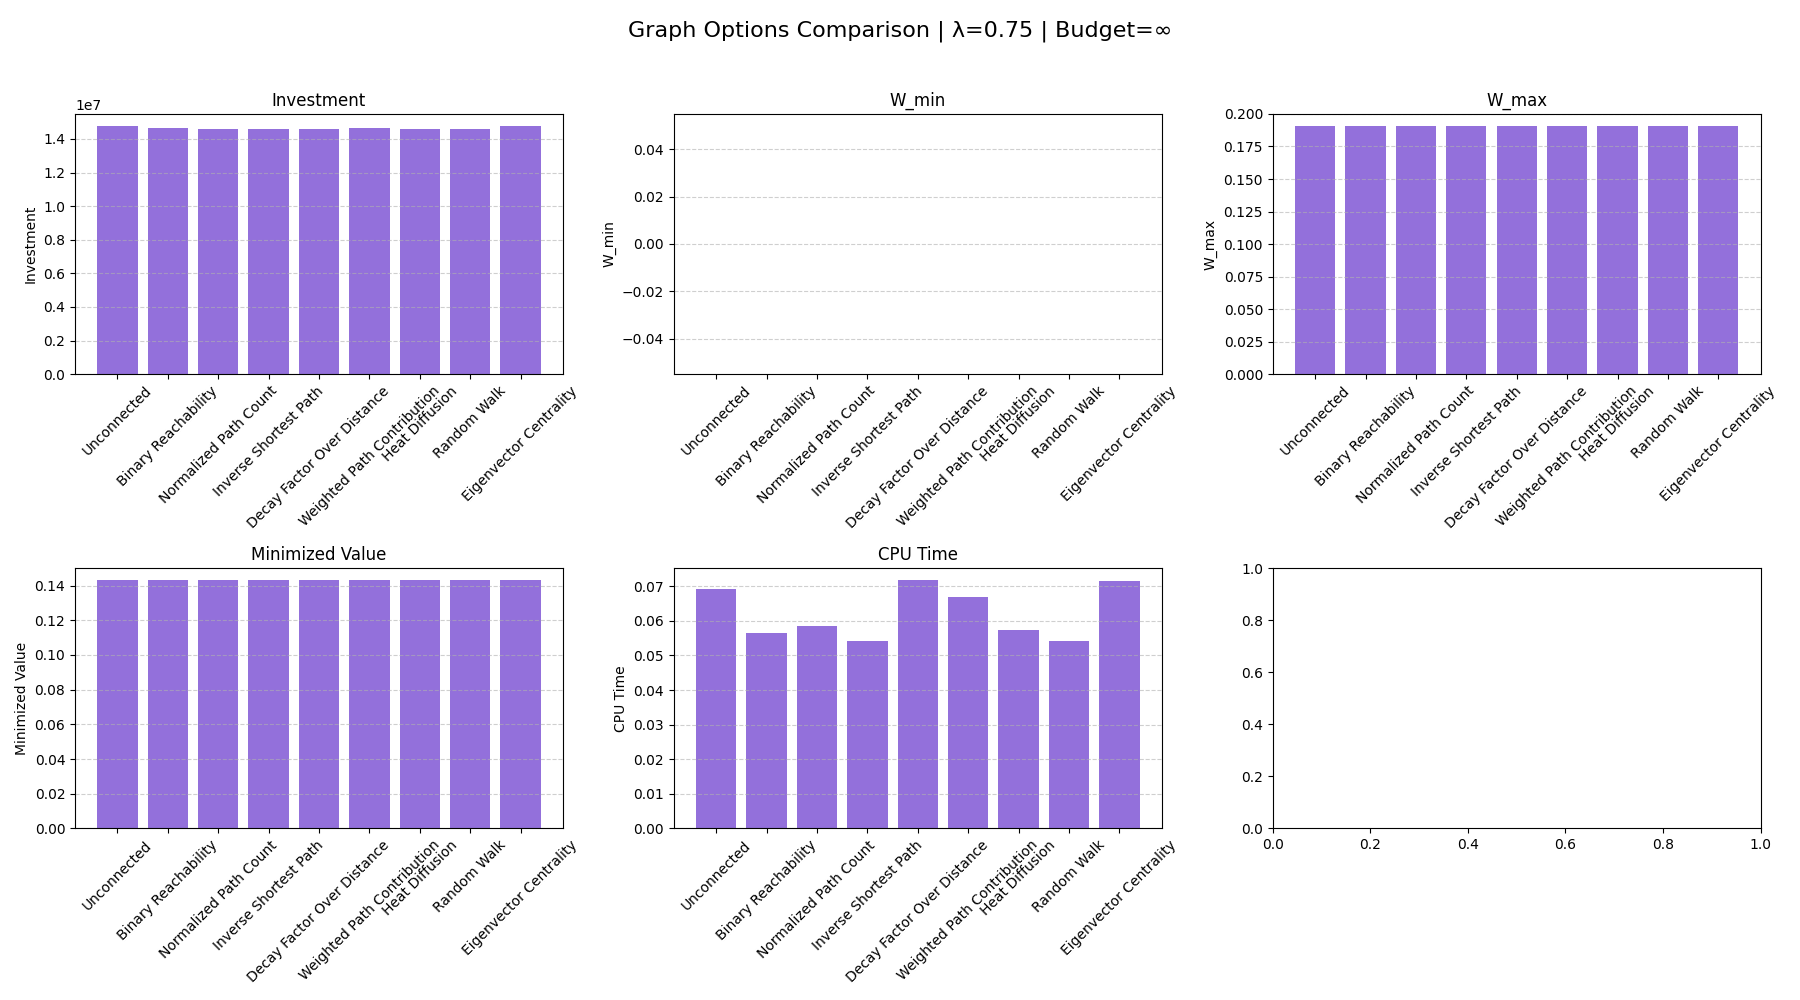 Graph Options Comparison | λ=0.75 | Budget=∞
Investment
1e7
1.4
1.2
1.0
0.8
0.6
0.4
0.2
0.0
Investment
Unconnected
Binary Reachability
Normalized Path Count
Inverse Shortest Path
Decay Factor Over Distance
Weighted Path Contribution
Heat Diffusion
Random Walk
Eigenvector Centrality
W_min
0.04
0.02
0.00
−0.02
−0.04
W_min
Unconnected
Binary Reachability
Normalized Path Count
Inverse Shortest Path
Decay Factor Over Distance
Weighted Path Contribution
Heat Diffusion
Random Walk
Eigenvector Centrality
W_max
0.200
0.175
0.150
0.125
0.100
0.075
0.050
0.025
0.000
W_max
Unconnected
Binary Reachability
Normalized Path Count
Inverse Shortest Path
Decay Factor Over Distance
Weighted Path Contribution
Heat Diffusion
Random Walk
Eigenvector Centrality
Minimized Value
0.14
0.12
0.10
0.08
0.06
0.04
0.02
0.00
Minimized Value
Unconnected
Binary Reachability
Normalized Path Count
Inverse Shortest Path
Decay Factor Over Distance
Weighted Path Contribution
Heat Diffusion
Random Walk
Eigenvector Centrality
CPU Time
0.07
0.06
0.05
0.04
0.03
0.02
0.01
0.00
CPU Time
Unconnected
Binary Reachability
Normalized Path Count
Inverse Shortest Path
Decay Factor Over Distance
Weighted Path Contribution
Heat Diffusion
Random Walk
Eigenvector Centrality
1.0
0.8
0.6
0.4
0.2
0.0
0.0 0.2 0.4 0.6 0.8 1.0